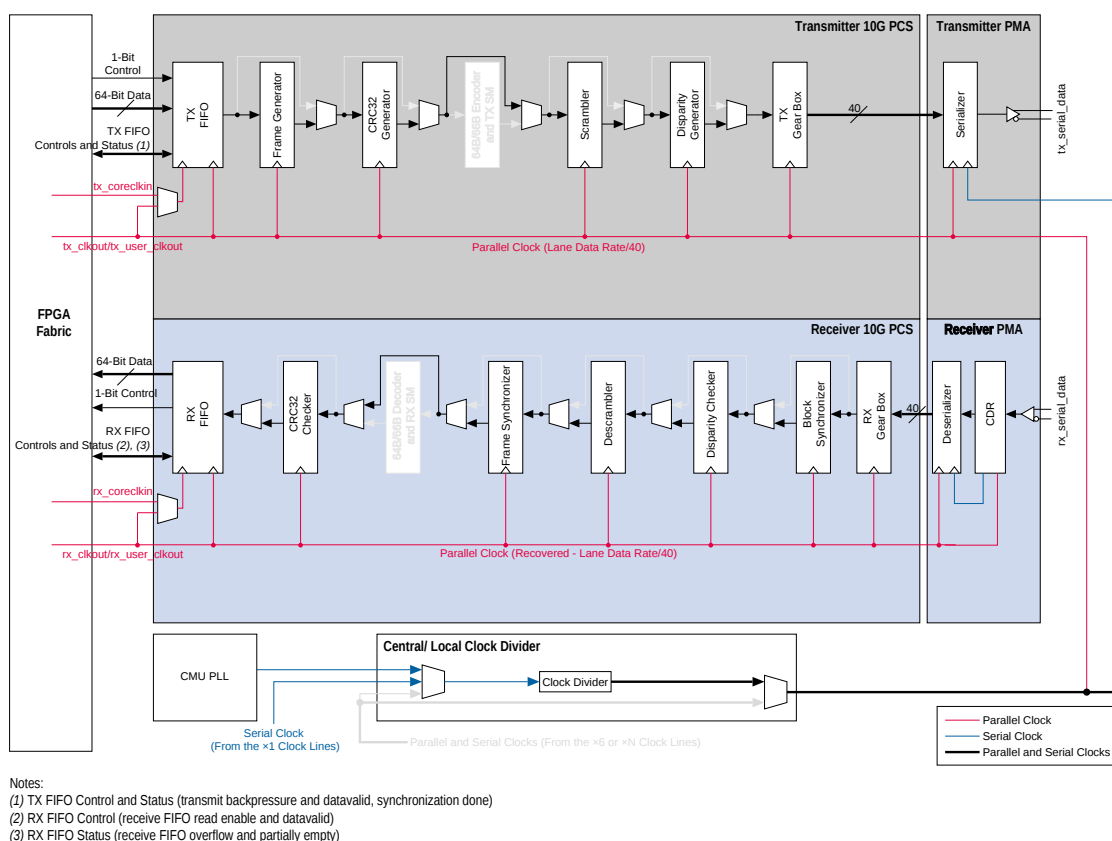 Transmitter 10G PCS
Transmitter PMA
1-Bit
Control
64-Bit Data
TX FIFO
Controls and Status (1)
TX
FIFO
Frame Generator
CRC32
Generator
64B/66B Encoder
and TX SM
Scrambler
Disparity
Generator
TX
Gear Box
40
Serializer
tx_serial_data
tx_coreclkin
tx_clkout/tx_user_clkout
Parallel Clock (Lane Data Rate/40)
FPGA
Fabric
Receiver 10G PCS
Receiver PMA
64-Bit Data
1-Bit Control
RX FIFO
Controls and Status (2), (3)
RX
FIFO
CRC32
Checker
64B/66B Decoder
and RX SM
Frame Synchronizer
Descrambler
Disparity Checker
Block
Synchronizer
RX
Gear Box
40
Deserializer
CDR
rx_serial_data
rx_coreclkin
rx_clkout/rx_user_clkout
Parallel Clock (Recovered - Lane Data Rate/40)
Central/ Local Clock Divider
CMU PLL
Clock Divider
Serial Clock
(From the ×1 Clock Lines)
Parallel and Serial Clocks (From the ×6 or ×N Clock Lines)
Parallel Clock
Serial Clock
Parallel and Serial Clocks
Notes:
(1) TX FIFO Control and Status (transmit backpressure and datavalid, synchronization done)
(2) RX FIFO Control (receive FIFO read enable and datavalid)
(3) RX FIFO Status (receive FIFO overflow and partially empty)